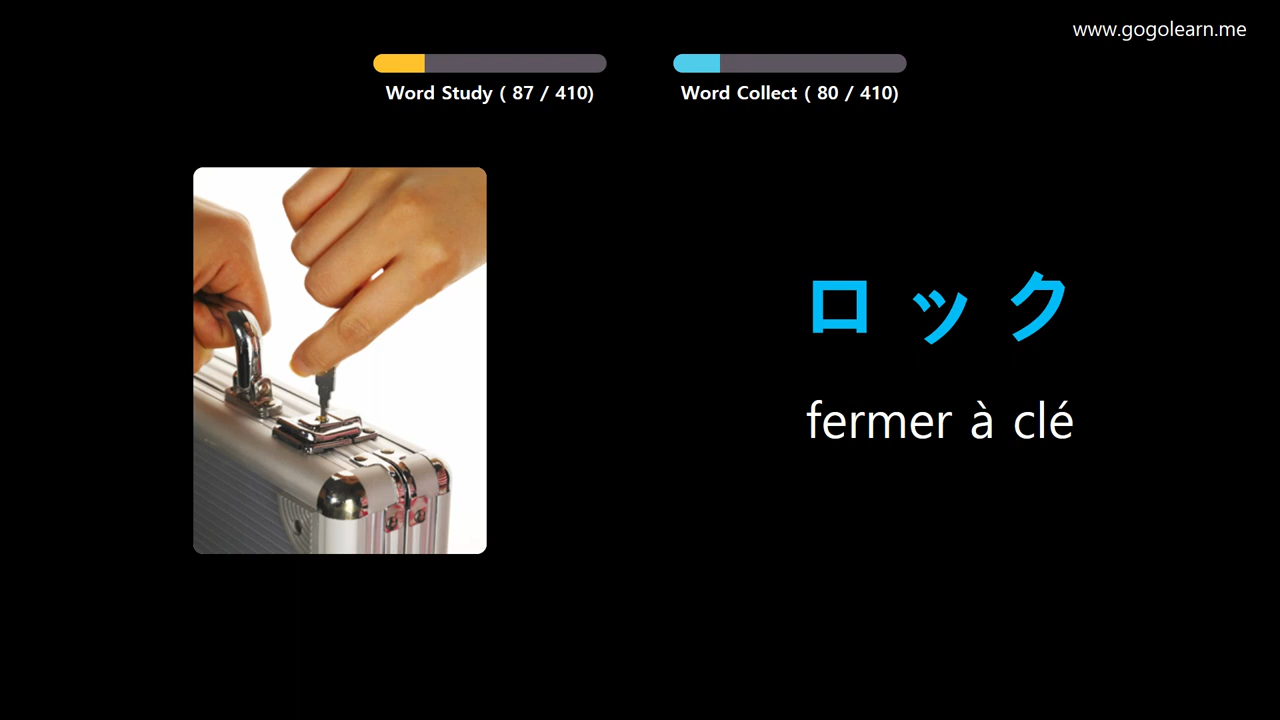 www.gogolearn.me
Word Study ( 87 / 410)
Word Collect ( 80 / 410)
ロック
fermer à clé